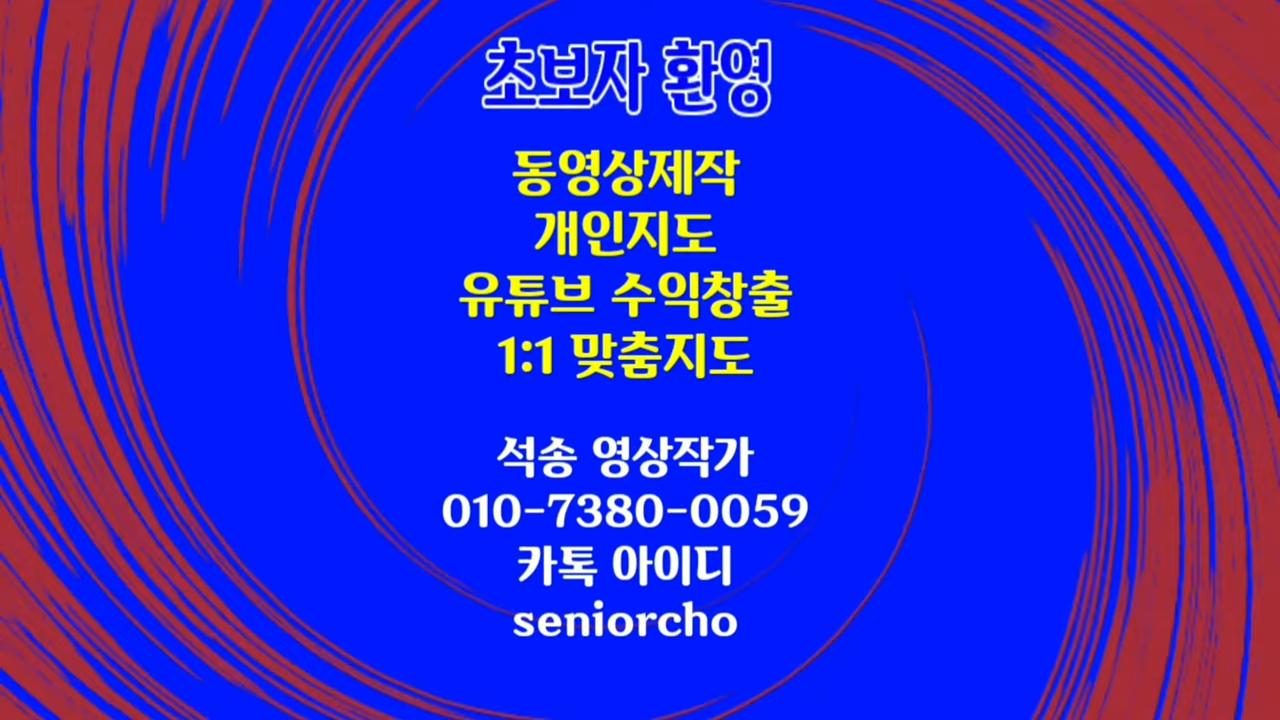 초보자 환영
동영상제작
개인지도
유튜브 수익창출
1:1 맞춤지도
석송 영상작가
010-7380-0059
카톡 아이디
seniorcho